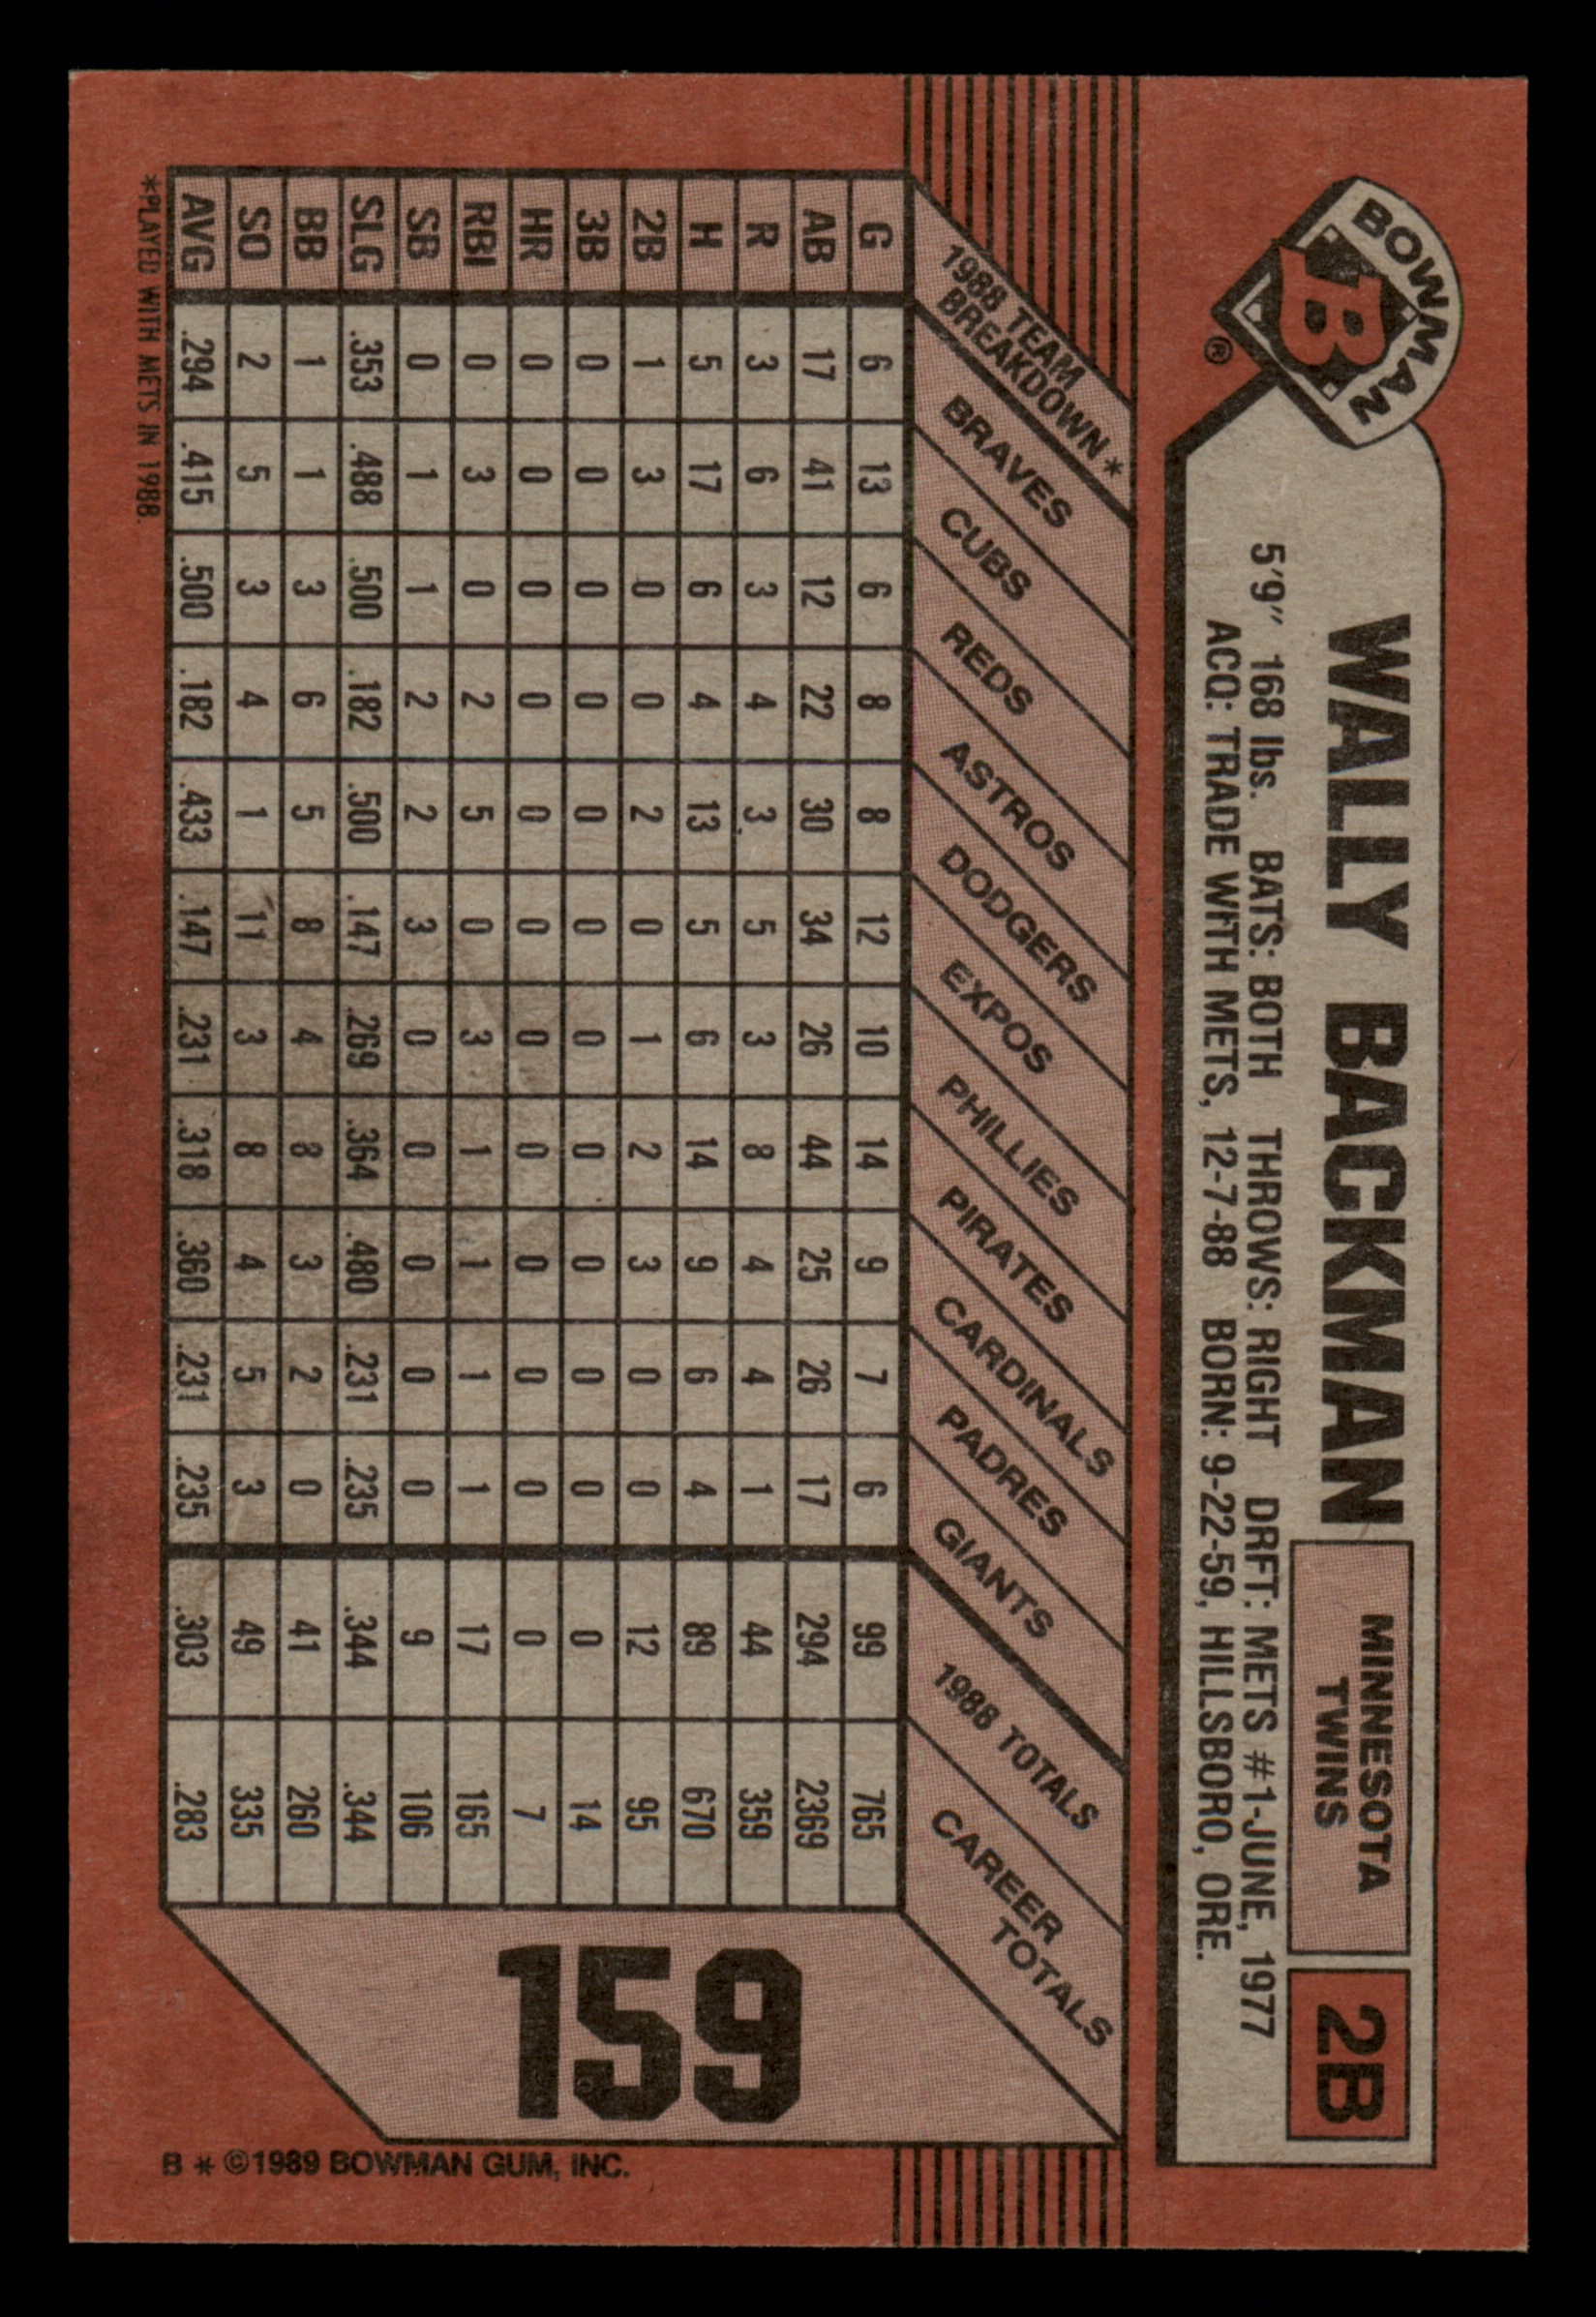 BOWMAN
B
®
WALLY BACKMAN
MINNESOTA
TWINS
2B
5'9" 168 lbs. BATS: BOTH THROWS: RIGHT DRFT: METS #1-JUNE, 1977
ACQ: TRADE WITH METS, 12-7-88 BORN: 9-22-59, HILLSBORO, ORE.
1988 TEAM
BREAKDOWN*
BRAVES
CUBS
REDS
ASTROS
DODGERS
EXPOS
PHILLIES
PIRATES
CARDINALS
PADRES
GIANTS
1988 TOTALS
CAREER
TOTALS
G 6 13 6 8 8 12 10 14 9 7 6 99 765
AB 17 41 12 22 30 34 26 44 25 26 17 294 2369
R 3 6 3 4 3 5 3 8 4 4 1 44 359
H 5 17 6 4 13 5 6 14 9 6 4 89 670
2B 1 3 0 0 2 0 1 2 3 0 0 12 95
3B 0 0 0 0 0 0 0 0 0 0 0 0 14
HR 0 0 0 0 0 0 0 0 0 0 0 0 7
RBI 0 3 0 2 5 0 3 1 1 1 1 17 165
SB 0 1 1 2 2 3 0 0 0 0 0 9 106
SLG .353 .488 .500 .182 .500 .147 .269 .364 .480 .231 .235 .344 .344
BB 1 1 3 6 5 8 4 8 3 2 0 41 260
SO 2 5 3 4 1 11 3 8 4 5 3 49 335
AVG .294 .415 .500 .182 .433 .147 .231 .318 .360 .231 .235 .303 .283
*PLAYED WITH METS IN 1988.
159
B * ©1989 BOWMAN GUM, INC.